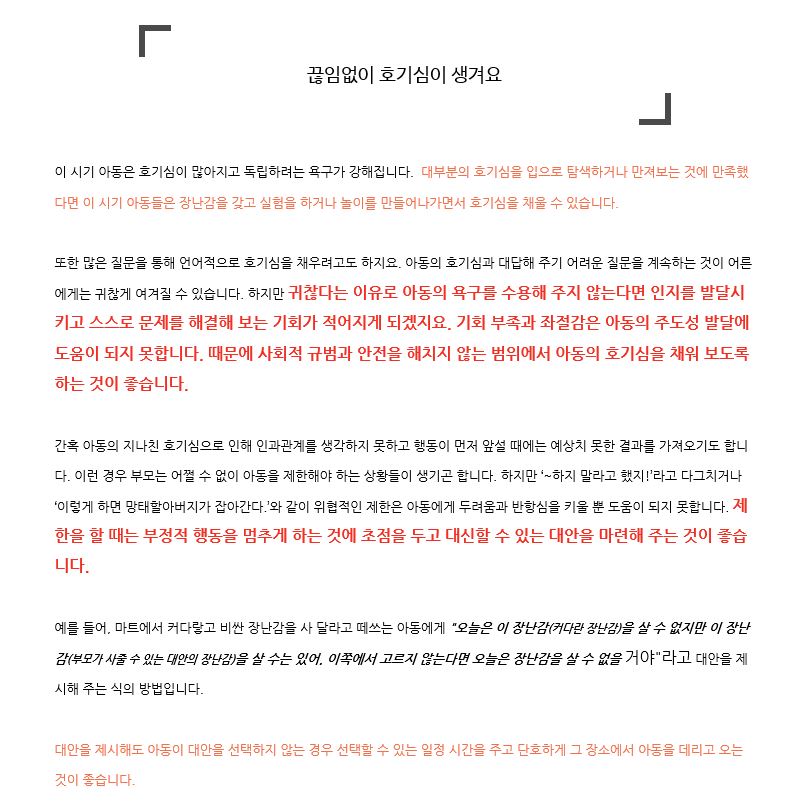 끊임없이 호기심이 생겨요
이 시기 아동은 호기심이 많아지고 독립하려는 욕구가 강해집니다. 대부분의 호기심을 입으로 탐색하거나 만져보는 것에 만족했
다면 이 시기 아동들은 장난감을 갖고 실험을 하거나 놀이를 만들어나가면서 호기심을 채울 수 있습니다.
또한 많은 질문을 통해 언어적으로 호기심을 채우려고도 하지요. 아동의 호기심과 대답해 주기 어려운 질문을 계속하는 것이 어른
에게는 귀찮게 여겨질 수 있습니다. 하지만 귀찮다는 이유로 아동의 욕구를 수용해 주지 않는다면 인지를 발달시
키고 스스로 문제를 해결해 보는 기회가 적어지게 되겠지요. 기회 부족과 좌절감은 아동의 주도성 발달에
도움이 되지 못합니다. 때문에 사회적 규범과 안전을 해치지 않는 범위에서 아동의 호기심을 채워 보도록
하는 것이 좋습니다.
간혹 아동의 지나친 호기심으로 인해 인과관계를 생각하지 못하고 행동이 먼저 앞설 때에는 예상치 못한 결과를 가져오기도 합니
다. 이런 경우 부모는 어쩔 수 없이 아동을 제한해야 하는 상황들이 생기곤 합니다. 하지만 ‘~하지 말라고 했지!’라고 다그치거나
‘이렇게 하면 망태할아버지가 잡아간다.’와 같이 위협적인 제한은 아동에게 두려움과 반항심을 키울 뿐 도움이 되지 못합니다. 제
한을 할 때는 부정적 행동을 멈추게 하는 것에 초점을 두고 대신할 수 있는 대안을 마련해 주는 것이 좋습
니다.
예를 들어, 마트에서 커다랗고 비싼 장난감을 사 달라고 떼쓰는 아동에게 "오늘은 이 장난감(커다란 장난감)을 살 수 없지만 이 장난
감(부모가 사줄 수 있는 대안의 장난감)을 살 수는 있어, 이쪽에서 고르지 않는다면 오늘은 장난감을 살 수 없을 거야"라고 대안을 제
시해 주는 식의 방법입니다.
대안을 제시해도 아동이 대안을 선택하지 않는 경우 선택할 수 있는 일정 시간을 주고 단호하게 그 장소에서 아동을 데리고 오는
것이 좋습니다.